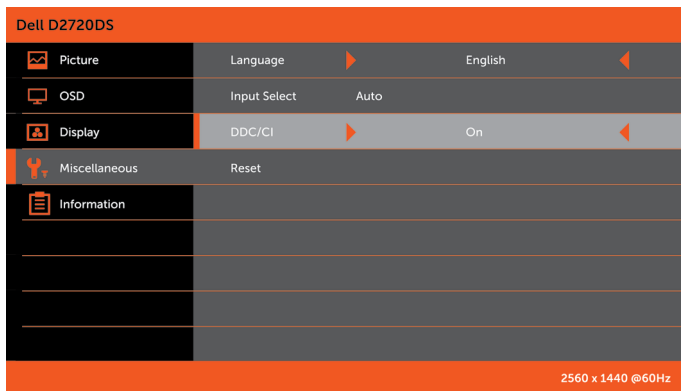 Dell D2720DS
Picture
Language English
OSD
Input Select Auto
Display
DDC/CI On
Miscellaneous
Reset
Information
2560 x 1440 @60Hz